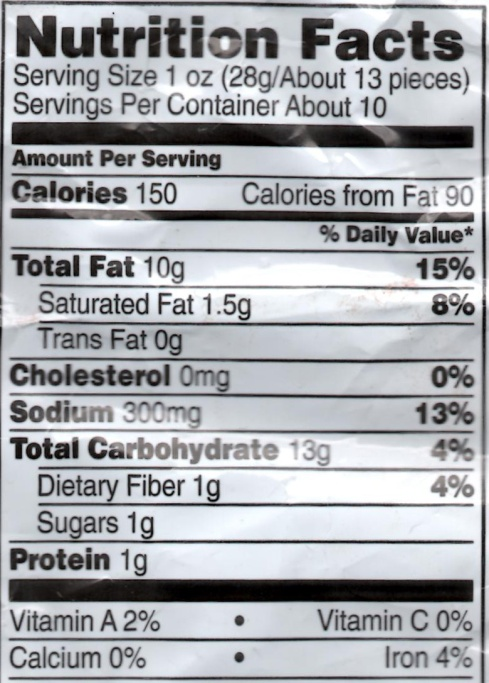 Nutrition Facts
Serving Size 1 oz (28g/About 13 pieces)
Servings Per Container About 10
Amount Per Serving
Calories 150 Calories from Fat 90
% Daily Value*
Total Fat 10g 15%
Saturated Fat 1.5g 8%
Trans Fat 0g
Cholesterol 0mg 0%
Sodium 300mg 13%
Total Carbohydrate 13g 4%
Dietary Fiber 1g 4%
Sugars 1g
Protein 1g
Vitamin A 2% • Vitamin C 0%
Calcium 0% • Iron 4%